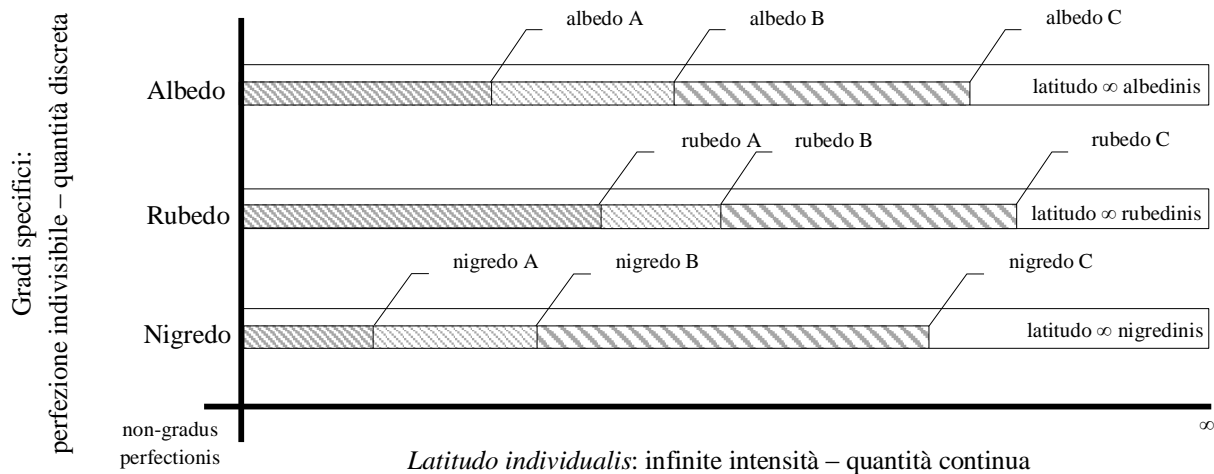 Gradi specifici:
perfezione indivisibile – quantità discreta
albedo A albedo B albedo C
Albedo
latitudo ∞ albedinis
rubedo A rubedo B rubedo C
Rubedo
latitudo ∞ rubedinis
nigredo A nigredo B nigredo C
Nigredo
latitudo ∞ nigredinis
non-gradus
perfectionis
∞
Latitudo individualis: infinite intensità – quantità continua